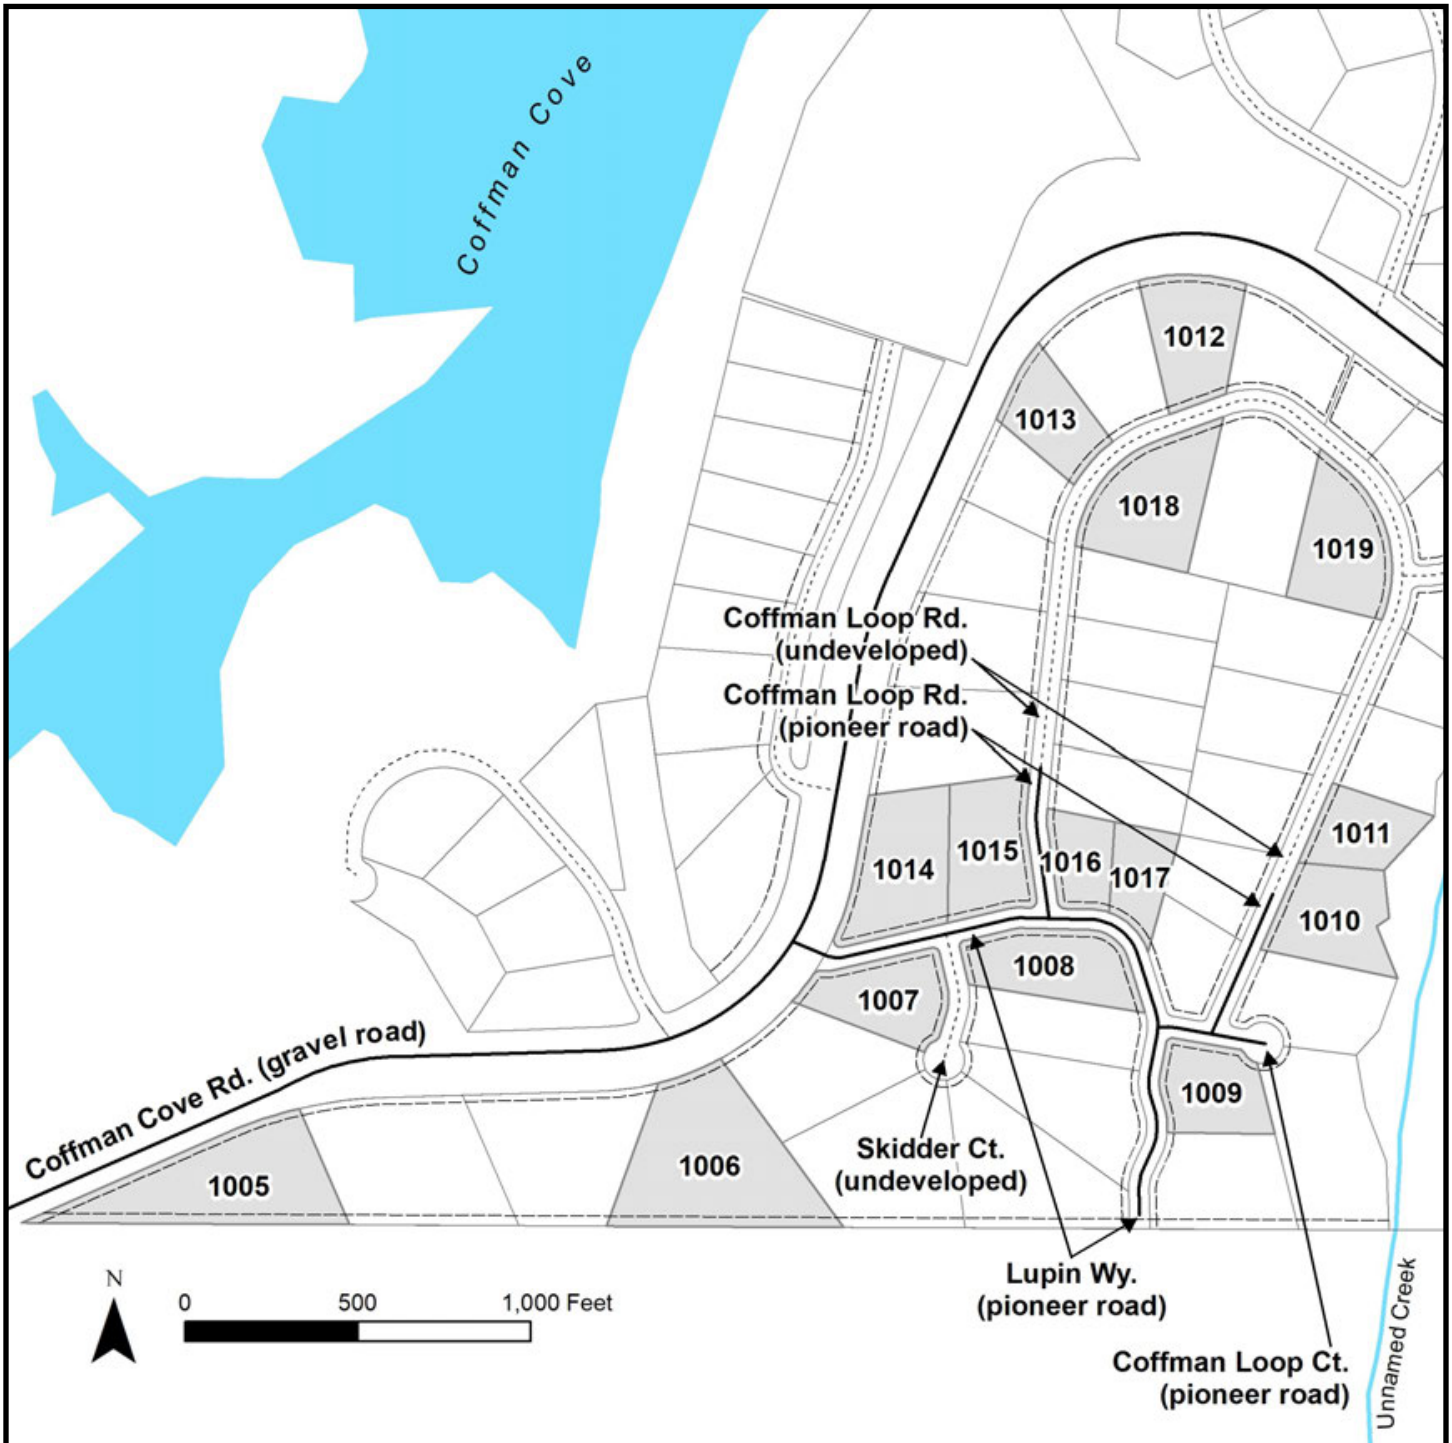 Coffman Cove
1012
1013
1018
1019
Coffman Loop Rd.
(undeveloped)
Coffman Loop Rd.
(pioneer road)
1011
1014
1015
1016
1017
1010
1008
1007
Coffman Cove Rd. (gravel road)
1009
Skidder Ct.
(undeveloped)
1006
1005
Lupin Wy.
(pioneer road)
N
0 500 1,000 Feet
Coffman Loop Ct.
(pioneer road)
Unnamed Creek